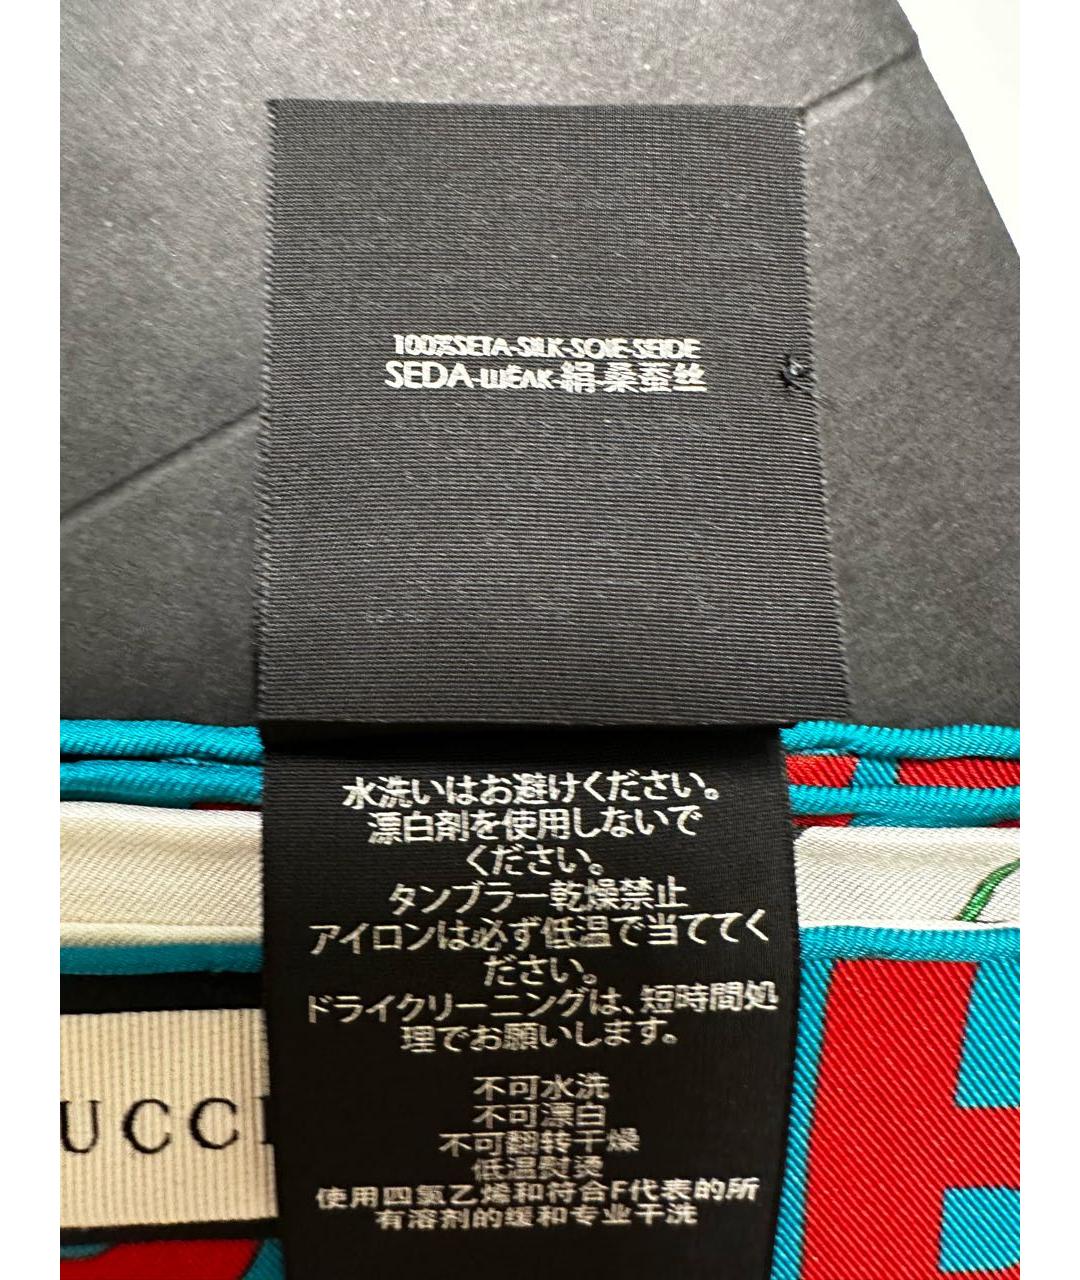 100%SETA-SILK-SOIE-SEIDE
SEDA-ШЁЛК-絹-桑蚕丝
水洗いはお避けください。
漂白剤を使用しないで
ください。
タンブラー乾燥禁止
アイロンは必ず低温で当ててく
ださい。
ドライクリーニングは、短時間処
理でお願いします。
不可水洗
不可漂白
不可翻转干燥
低温熨烫
使用四氯乙烯和符合F代表的所
有溶剂的缓和专业干洗
UCCI